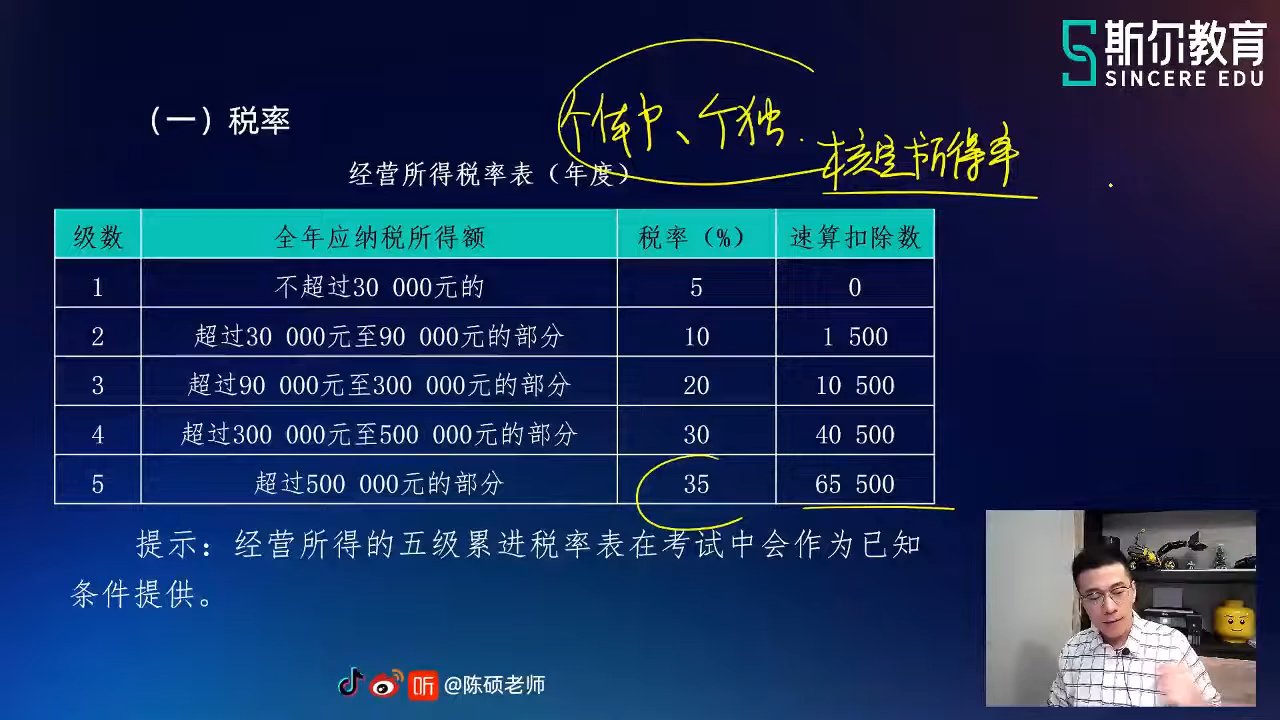 斯尔教育
SINCERE EDU
（一）税率
个体户、个独.
核定所得率
经营所得税率表（年度）
级数 全年应纳税所得额 税率（%） 速算扣除数
1 不超过30 000元的 5 0
2 超过30 000元至90 000元的部分 10 1 500
3 超过90 000元至300 000元的部分 20 10 500
4 超过300 000元至500 000元的部分 30 40 500
5 超过500 000元的部分 35 65 500
提示：经营所得的五级累进税率表在考试中会作为已知
条件提供。
听 @陈硕老师